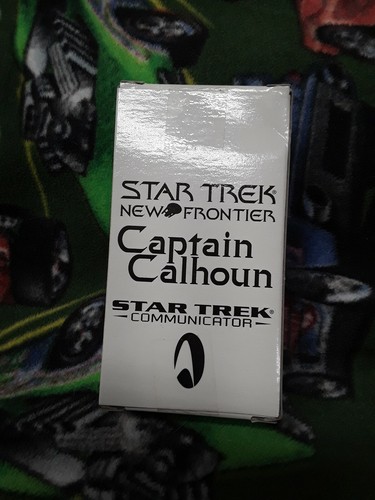 STAR TREK®
NEW FRONTIER
Captain
Calhoun
STAR TREK®
COMMUNICATOR